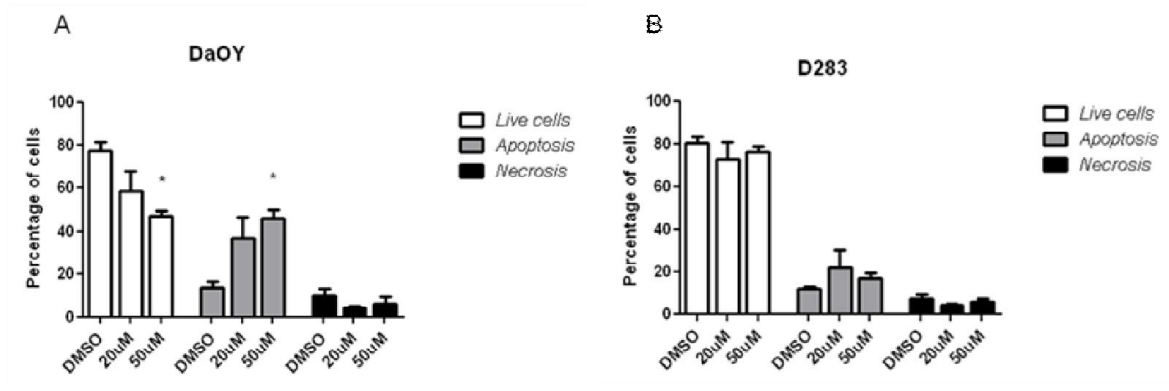 A
DaOY
Percentage of cells
100
80
60
40
20
0
*
*
DMSO
20uM
50uM
DMSO
20uM
50uM
DMSO
20uM
50uM
Live cells
Apoptosis
Necrosis
B
D283
Percentage of cells
100
80
60
40
20
0
DMSO
20uM
50uM
DMSO
20uM
50uM
DMSO
20uM
50uM
Live cells
Apoptosis
Necrosis